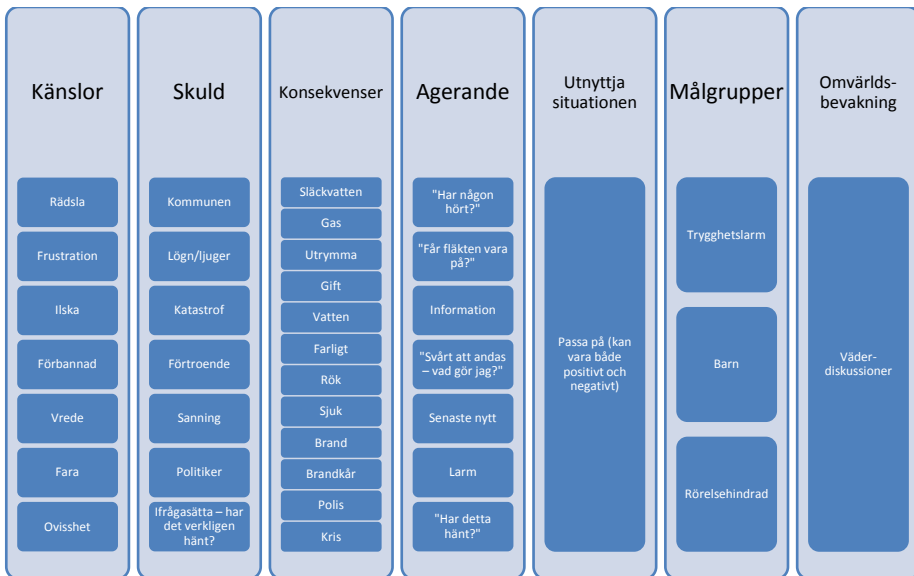 Känslor
Rädsla
Frustration
Ilska
Förbannad
Vrede
Fara
Ovisshet
Skuld
Kommunen
Lögn/ljuger
Katastrof
Förtroende
Sanning
Politiker
Ifrågasätta – har
det verkligen
hänt?
Konsekvenser
Släckvatten
Gas
Utrymma
Gift
Vatten
Farligt
Rök
Sjuk
Brand
Brandkår
Polis
Kris
Agerande
"Har någon
hört?"
"Får fläkten vara
på?"
Information
"Svårt att andas
– vad gör jag?"
Senaste nytt
Larm
"Har detta
hänt?"
Utnyttja
situationen
Passa på (kan
vara både
positivt och
negativt)
Målgrupper
Trygghetslarm
Barn
Rörelsehindrad
Omvärlds-
bevakning
Väder-
diskussioner